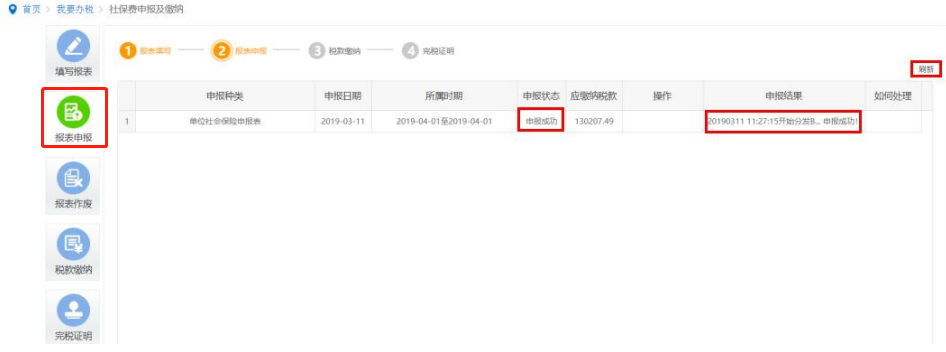 首页 > 我要办税 > 社保费申报及缴纳
填写报表
1 报表填写 2 报表申报 3 税款缴纳 4 完税证明
刷新
申报种类 申报日期 所属时期 申报状态 应缴纳税款 操作 申报结果 如何处理
1 单位社会保险申报表 2019-03-11 2019-04-01至2019-04-01 申报成功 130207.49 20190311 11:27:15开始分发B... 申报成功!
报表申报
报表作废
税款缴纳
完税证明